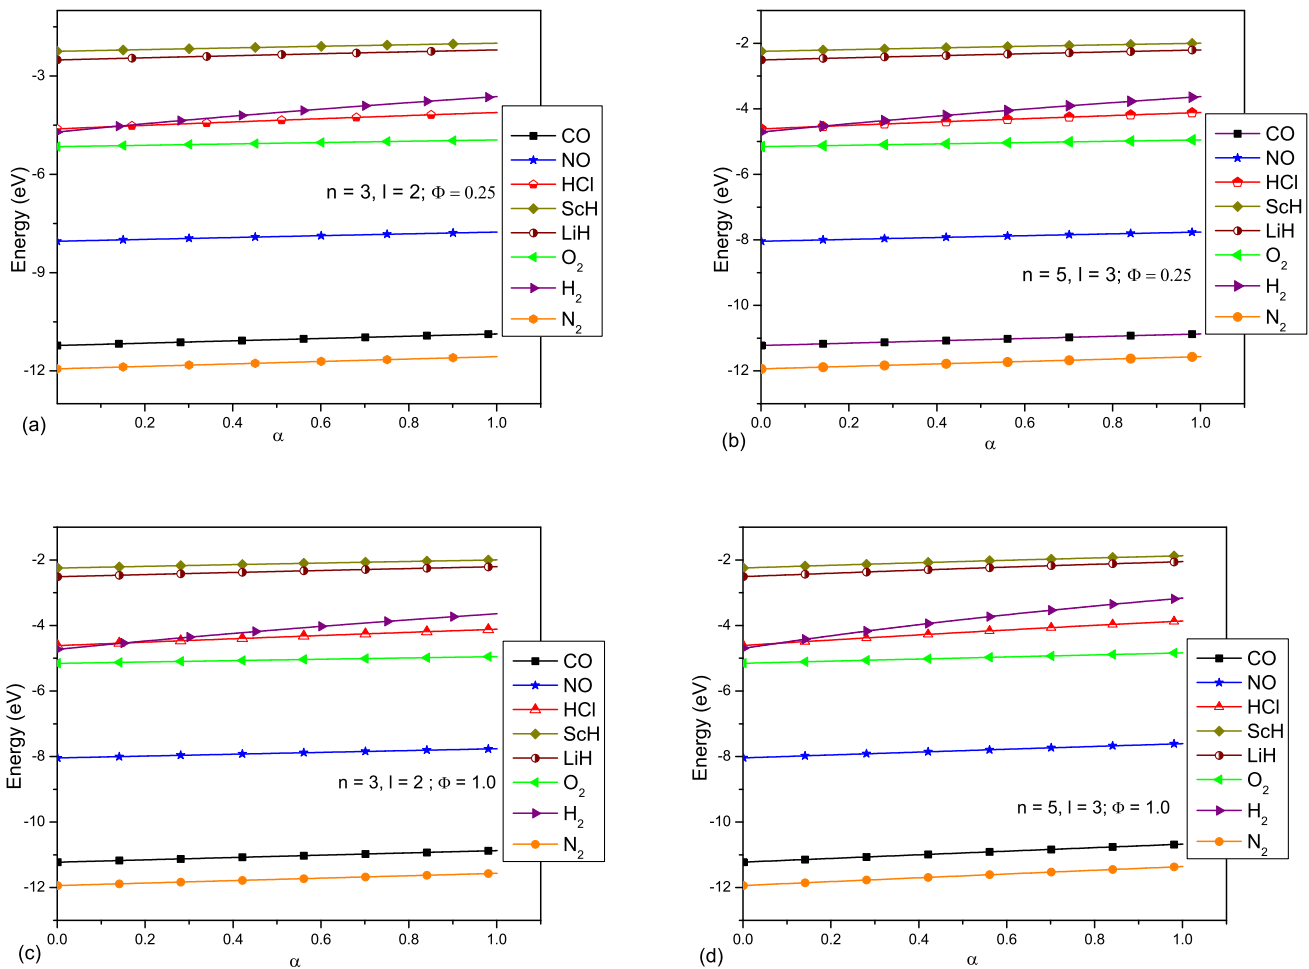 -3
-6
-9
-12
Energy (eV)
0.2
0.4
0.6
0.8
1.0
α
(a)
n = 3, l = 2; Φ = 0.25
CO
NO
HCl
ScH
LiH
O2
H2
N2
-2
-4
-6
-8
-10
-12
Energy (eV)
0.0
0.2
0.4
0.6
0.8
1.0
α
(b)
n = 5, l = 3; Φ = 0.25
CO
NO
HCl
ScH
LiH
O2
H2
N2
-2
-4
-6
-8
-10
-12
Energy (eV)
0.0
0.2
0.4
0.6
0.8
1.0
α
(c)
n = 3, l = 2 ; Φ = 1.0
CO
NO
HCl
ScH
LiH
O2
H2
N2
-2
-4
-6
-8
-10
-12
Energy (eV)
0.0
0.2
0.4
0.6
0.8
1.0
α
(d)
n = 5, l = 3; Φ = 1.0
CO
NO
HCl
ScH
LiH
O2
H2
N2